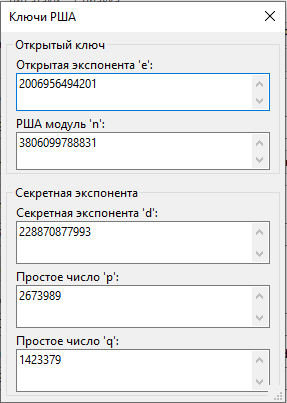 Ключи РША
Открытый ключ
Открытая экспонента 'e':
2006956494201
РША модуль 'n':
3806099788831
Секретная экспонента
Секретная экспонента 'd':
228870877993
Простое число 'p':
2673989
Простое число 'q':
1423379